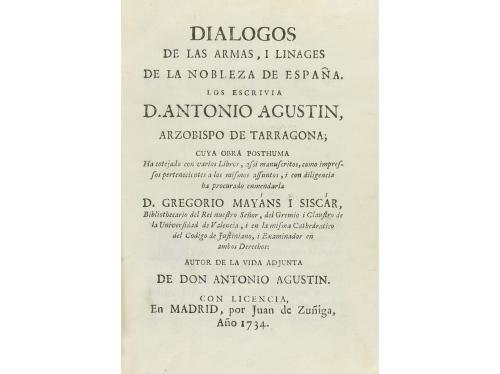 DIALOGOS
DE LAS ARMAS, I LINAGES
DE LA NOBLEZA DE ESPAÑA.
LOS ESCRIVIA
D. ANTONIO AGUSTIN,
ARZOBISPO DE TARRAGONA;
CUYA OBRA POSTHUMA
Ha cotejado con varios Libros, assi manuscritos, como impres-
sos pertenecientes a los mismos assuntos, i con diligencia
ha procurado enmendarla
D. GREGORIO MAYÁNS I SISCÁR,
Bibliothecario del Rei nuestro Señor, del Gremio i Claustro de
la Universidad de Valencia, i en la misma Cathedratico
del Codigo de Justiniano, i Examinador en
ambos Derechos:
AUTOR DE LA VIDA ADJUNTA
DE DON ANTONIO AGUSTIN.
CON LICENCIA,
En MADRID, por Juan de Zuñiga,
Año 1734.